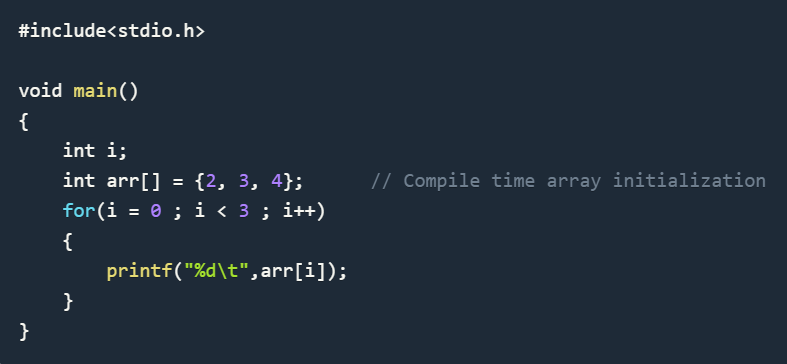 #include<stdio.h>
void main()
{
int i;
int arr[] = {2, 3, 4};      // Compile time array initialization
for(i = 0 ; i < 3 ; i++)
{
printf("%d\t",arr[i]);
}
}